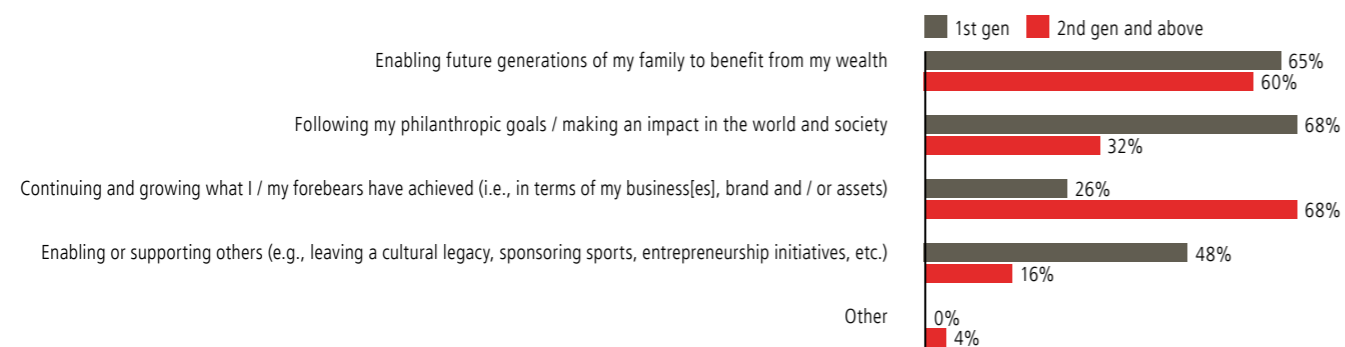 1st gen 2nd gen and above
Enabling future generations of my family to benefit from my wealth 65%
60%
Following my philanthropic goals / making an impact in the world and society 68%
32%
Continuing and growing what I / my forebears have achieved (i.e., in terms of my business[es], brand and / or assets) 26%
68%
Enabling or supporting others (e.g., leaving a cultural legacy, sponsoring sports, entrepreneurship initiatives, etc.) 48%
16%
Other 0%
4%